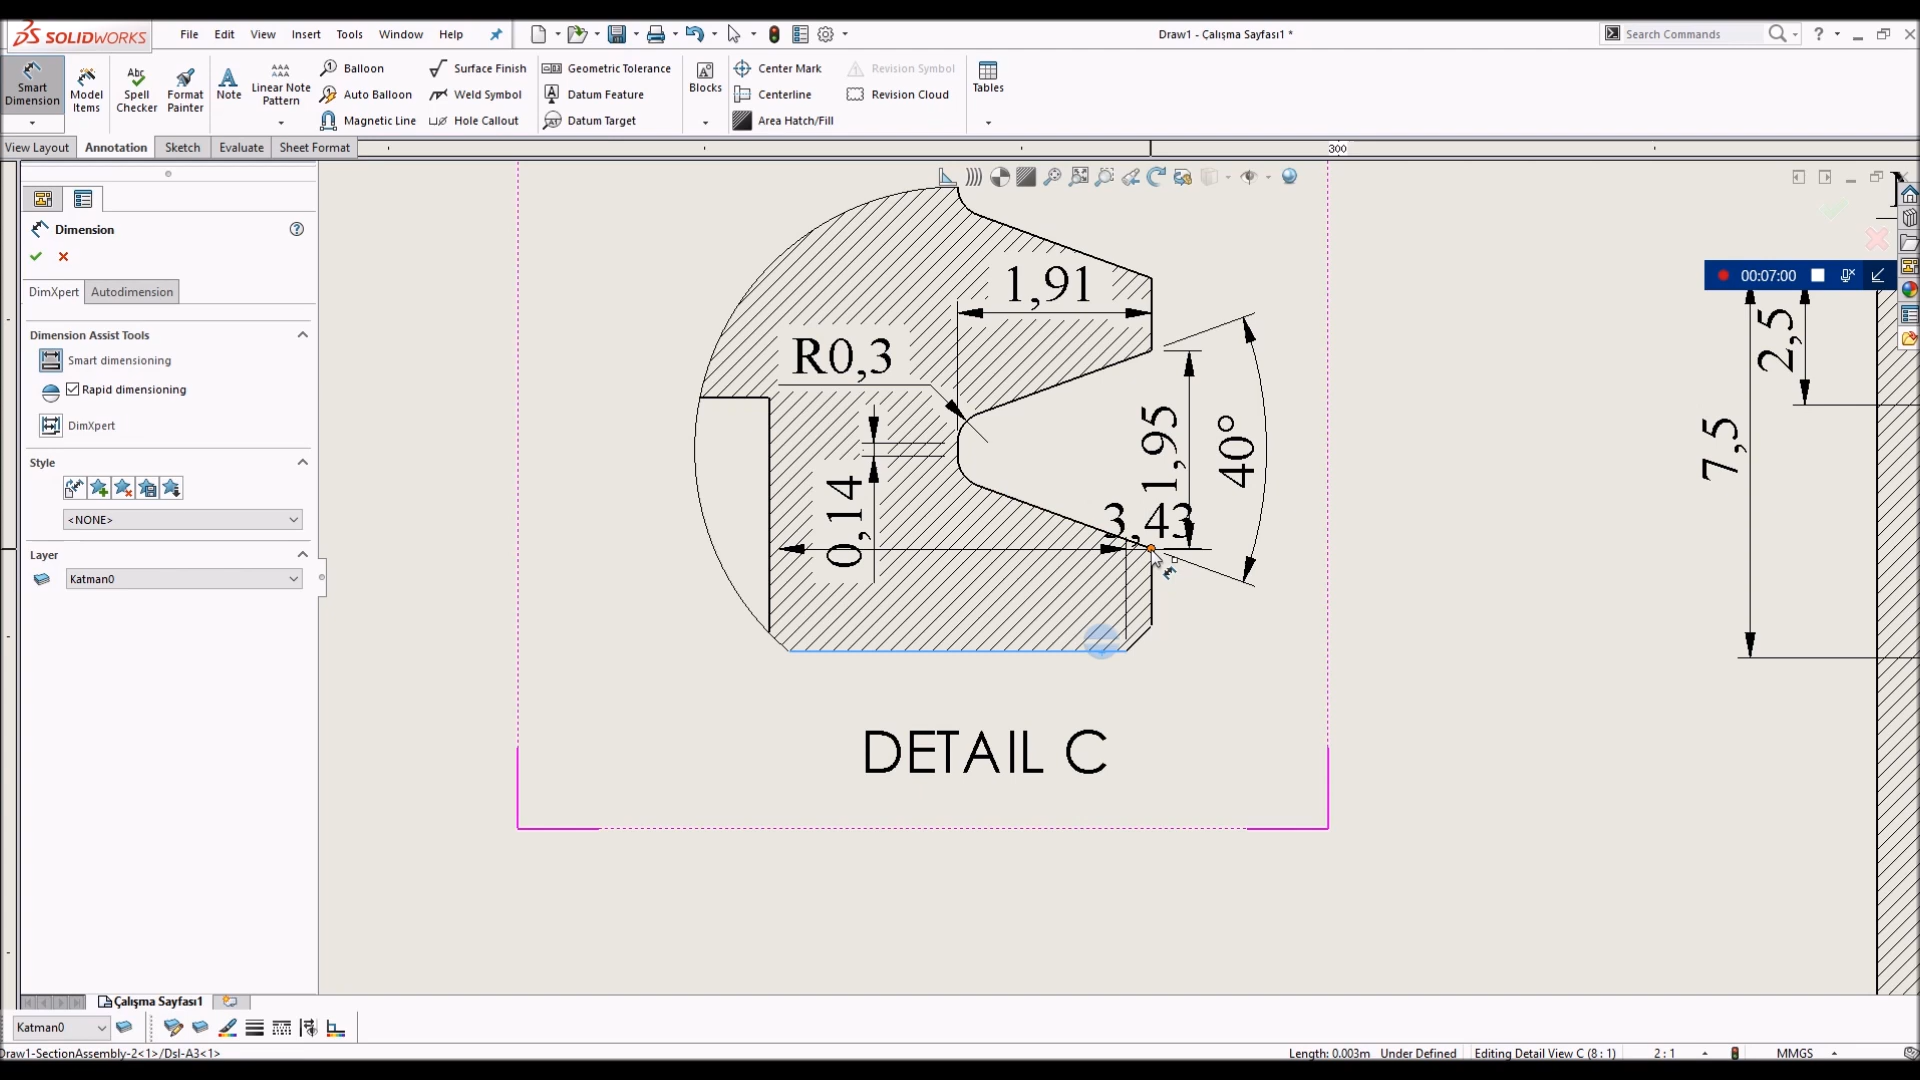 SOLIDWORKS
File Edit View Insert Tools Window Help
Draw1 - Çalışma Sayfası1 *
Search Commands
Smart Dimension
Model Items
Spell Checker
Format Painter
Note
Linear Note Pattern
Balloon
Auto Balloon
Magnetic Line
Surface Finish
Weld Symbol
Hole Callout
Geometric Tolerance
Datum Feature
Datum Target
Blocks
Center Mark
Centerline
Area Hatch/Fill
Revision Symbol
Revision Cloud
Tables
View Layout Annotation Sketch Evaluate Sheet Format
300
Dimension
DimXpert Autodimension
Dimension Assist Tools
Smart dimensioning
Rapid dimensioning
DimXpert
Style
<NONE>
Layer
Katman0
1,91
R0,3
0,14
1,95
40°
3,43
DETAIL C
00:07:00
2,5
7,5
Çalışma Sayfası1
Katman0
Draw1-SectionAssembly-2<1>/Dsl-A3<1>
Length: 0.003m Under Defined Editing Detail View C (8 : 1) 2 : 1 MMGS